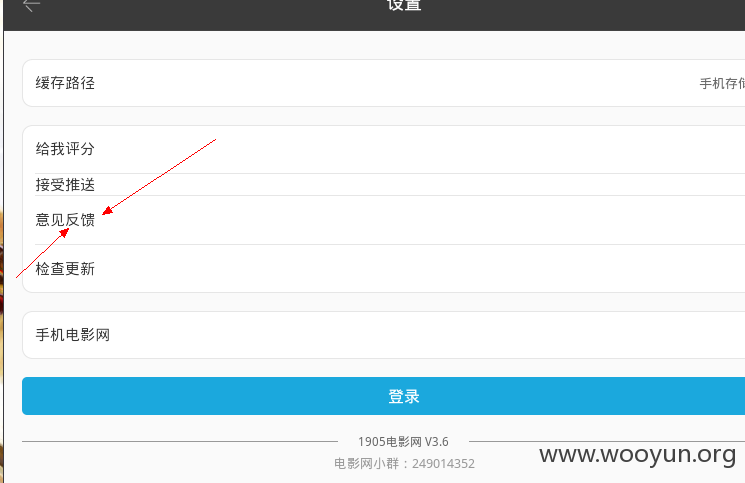 设置
缓存路径 手机存储
给我评分
接受推送
意见反馈
检查更新
手机电影网
登录
1905电影网 V3.6
电影网小群：249014352
www.wooyun.org